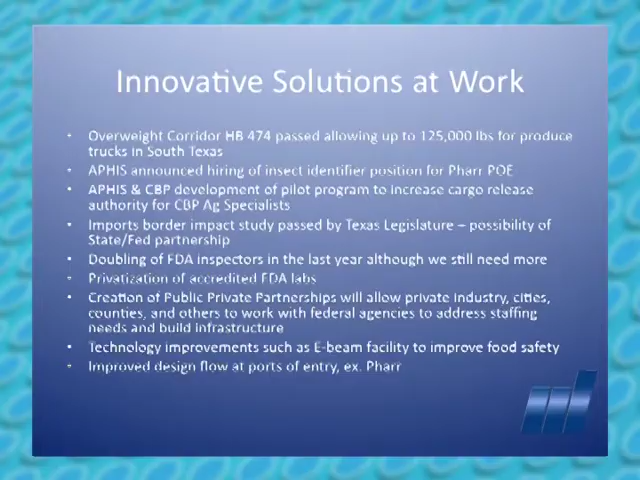 Innovative Solutions at Work
• Overweight Corridor HB 474 passed allowing up to 125,000 lbs for produce
trucks in South Texas
• APHIS announced hiring of insect identifier position for Pharr POE
• APHIS & CBP development of pilot program to increase cargo release
authority for CBP Ag Specialists
• Imports border impact study passed by Texas Legislature – possibility of
State/Fed partnership
• Doubling of FDA inspectors in the last year although we still need more
• Privatization of accredited FDA labs
• Creation of Public Private Partnerships will allow private industry, cities,
counties, and others to work with federal agencies to address staffing
needs and build infrastructure
• Technology improvements such as E-beam facility to improve food safety
• Improved design flow at ports of entry, ex. Pharr